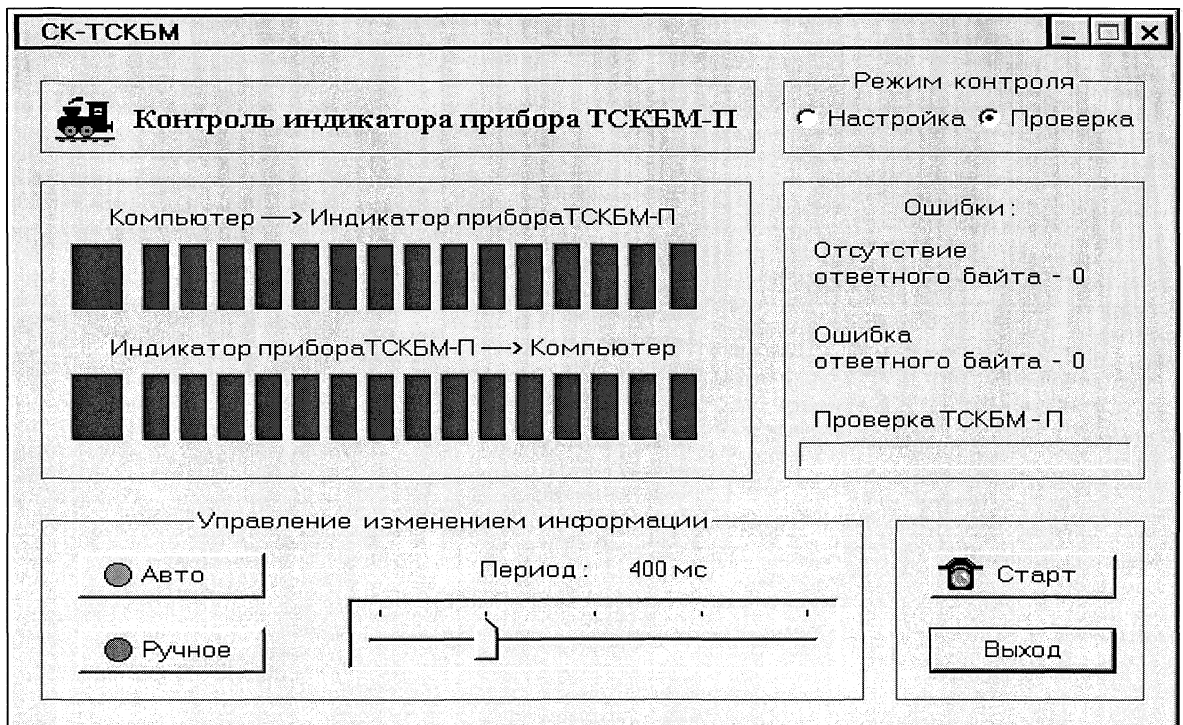 СК-ТСКБМ
Контроль индикатора прибора ТСКБМ-П
Режим контроля
Настройка Проверка
Компьютер —> Индикатор прибораТСКБМ-П
Индикатор прибораТСКБМ-П —> Компьютер
Ошибки :
Отсутствие
ответного байта - 0
Ошибка
ответного байта - 0
Проверка ТСКБМ - П
Управление изменением информации
Авто
Период : 400 мс
Ручное
Старт
Выход